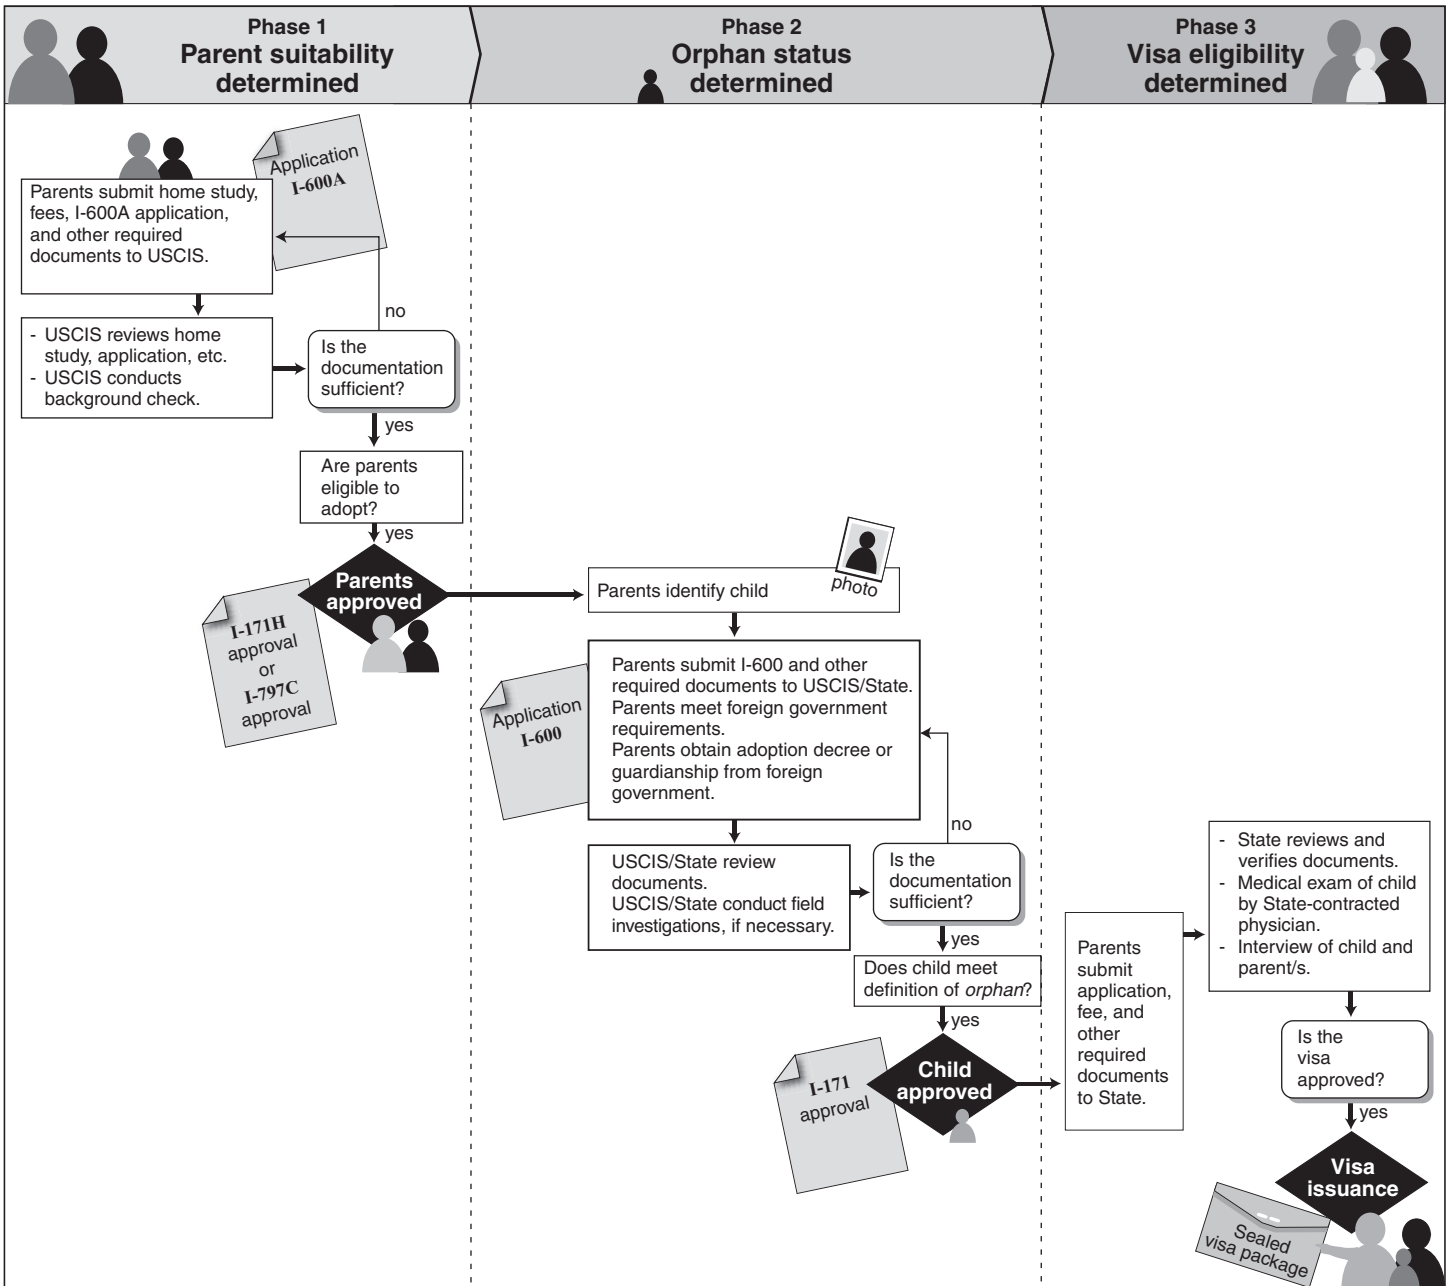 Phase 1
Parent suitability
determined
Phase 2
Orphan status
determined
Phase 3
Visa eligibility
determined
Application
I-600A
Parents submit home study,
fees, I-600A application,
and other required
documents to USCIS.
no
- USCIS reviews home
study, application, etc.
- USCIS conducts
background check.
Is the
documentation
sufficient?
yes
Are parents
eligible to
adopt?
yes
Parents
approved
I-171H
approval
or
I-797C
approval
photo
Parents identify child
Application
I-600
Parents submit I-600 and other
required documents to USCIS/State.
Parents meet foreign government
requirements.
Parents obtain adoption decree or
guardianship from foreign
government.
no
USCIS/State review
documents.
USCIS/State conduct field
investigations, if necessary.
Is the
documentation
sufficient?
yes
Does child meet
definition of orphan?
yes
Child
approved
I-171
approval
Parents
submit
application,
fee, and
other
required
documents
to State.
- State reviews and
verifies documents.
- Medical exam of child
by State-contracted
physician.
- Interview of child and
parent/s.
Is the
visa
approved?
yes
Visa
issuance
Sealed
visa package